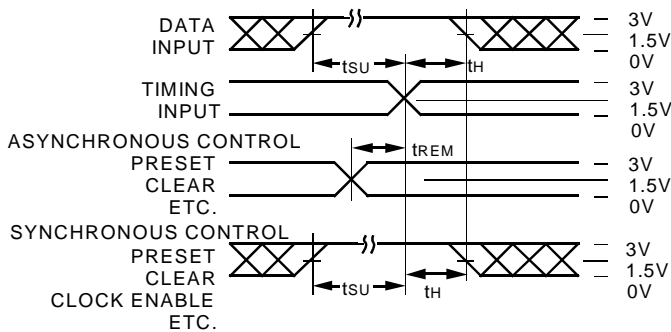 DATA
INPUT
3V
1.5V
0V
tSU
tH
TIMING
INPUT
3V
1.5V
0V
ASYNCHRONOUS CONTROL
PRESET
CLEAR
ETC.
tREM
3V
1.5V
0V
SYNCHRONOUS CONTROL
PRESET
CLEAR
CLOCK ENABLE
ETC.
tSU
tH
3V
1.5V
0V